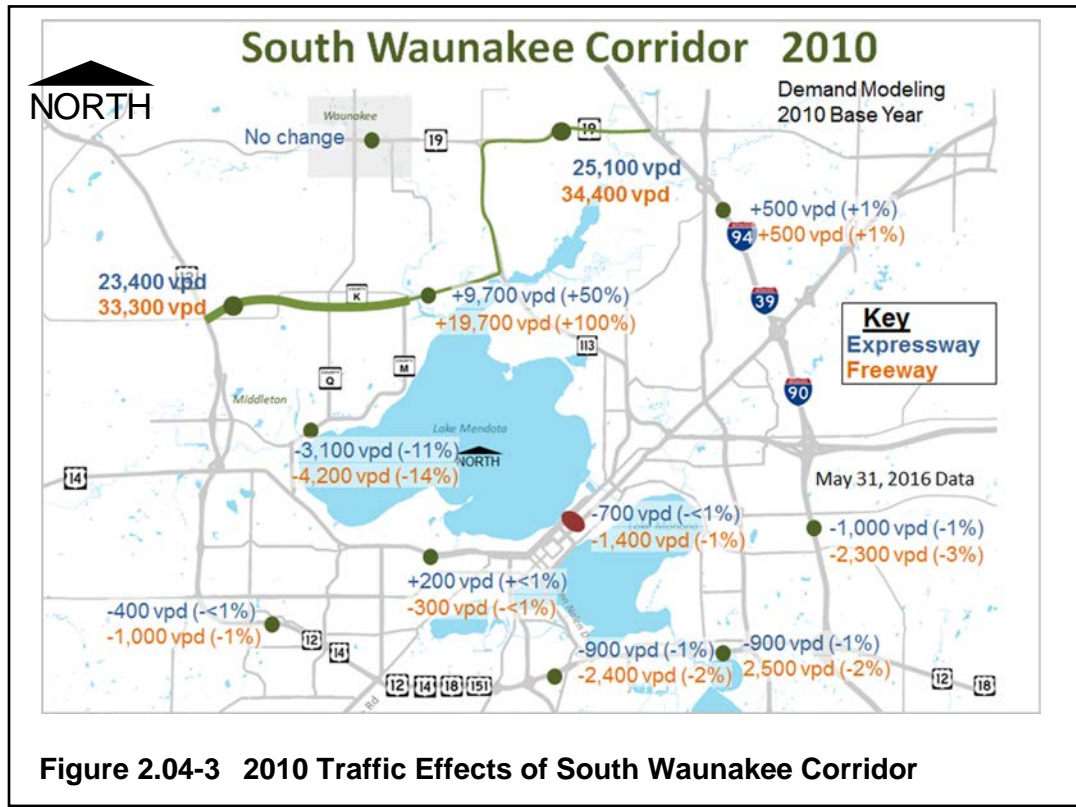 South Waunakee Corridor 2010
NORTH
Demand Modeling
2010 Base Year
Waunakee
No change
19
19
25,100 vpd
34,400 vpd
+500 vpd (+1%)
+500 vpd (+1%)
94
23,400 vpd
33,300 vpd
COUNTY
K
+9,700 vpd (+50%)
+19,700 vpd (+100%)
39
Key
Expressway
Freeway
113
COUNTY
M
COUNTY
Q
90
Middleton
Lake Mendota
NORTH
-3,100 vpd (-11%)
-4,200 vpd (-14%)
14
May 31, 2016 Data
-700 vpd (-<1%)
-1,400 vpd (-1%)
-1,000 vpd (-1%)
-2,300 vpd (-3%)
+200 vpd (+<1%)
-300 vpd (-<1%)
-400 vpd (-<1%)
-1,000 vpd (-1%)
12
14
-900 vpd (-1%)
-2,400 vpd (-2%)
-900 vpd (-1%)
2,500 vpd (-2%)
12
14
18
151
12
18
Rd
Figure 2.04-3 2010 Traffic Effects of South Waunakee Corridor